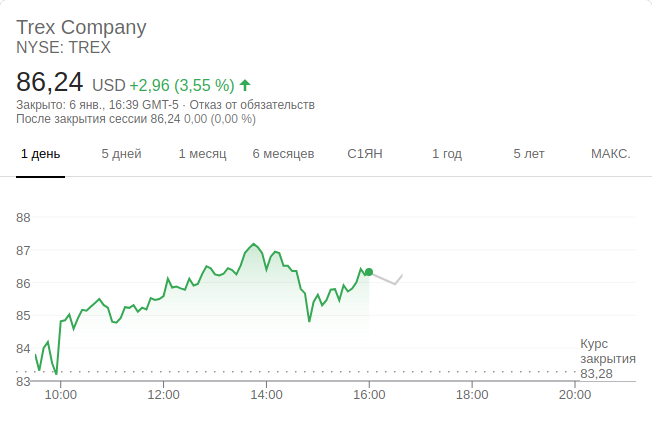 Trex Company
NYSE: TREX
86,24 USD +2,96 (3,55 %)
Закрыто: 6 янв., 16:39 GMT-5 · Отказ от обязательств
После закрытия сессии 86,24 0,00 (0,00 %)
1 день 5 дней 1 месяц 6 месяцев С1ЯН 1 год 5 лет МАКС.
88
87
86
85
84
83
Курс
закрытия
83,28
10:00 12:00 14:00 16:00 18:00 20:00